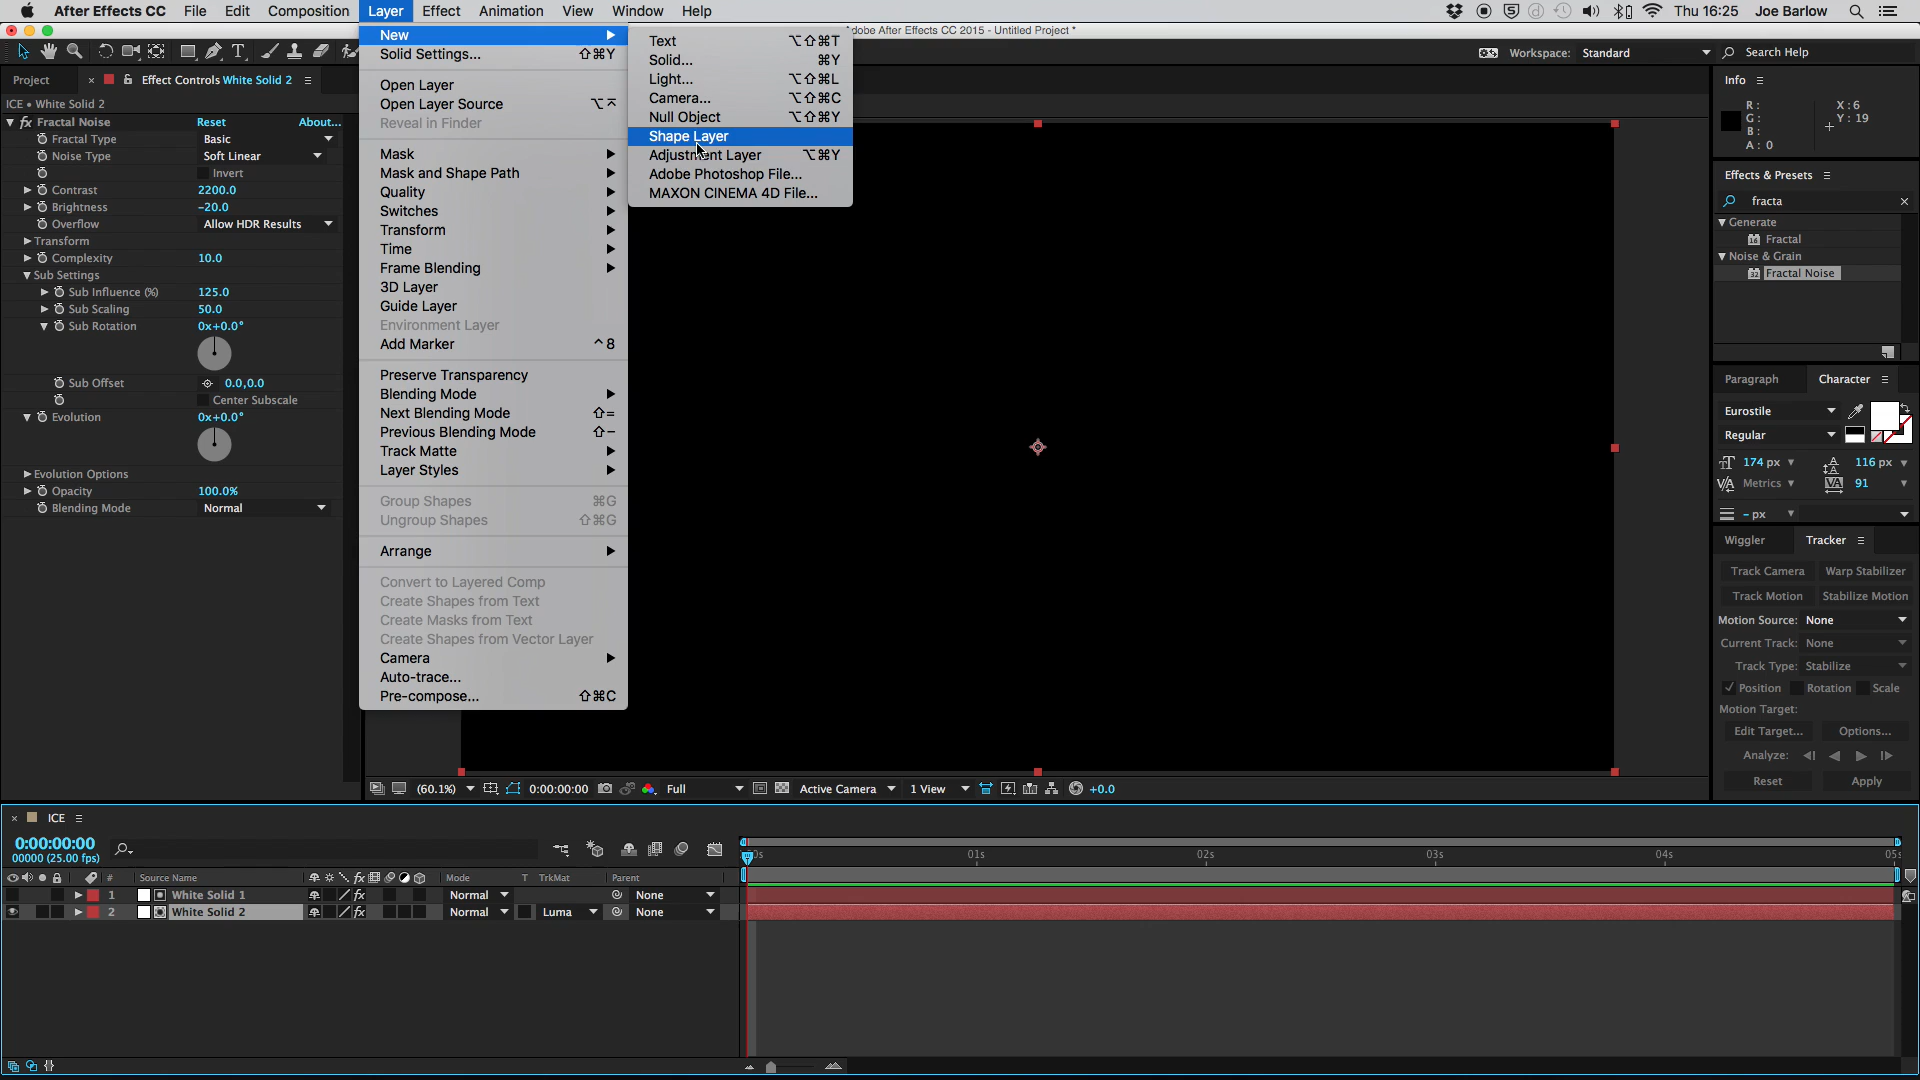 After Effects CC File Edit Composition Layer Effect Animation View Window Help Thu 16:25 Joe Barlow
dobe After Effects CC 2015 - Untitled Project *
Workspace: Standard Search Help
Project Effect Controls White Solid 2
ICE • White Solid 2
fx Fractal Noise Reset About...
Fractal Type Basic
Noise Type Soft Linear
Invert
Contrast 2200.0
Brightness -20.0
Overflow Allow HDR Results
Transform
Complexity 10.0
Sub Settings
Sub Influence (%) 125.0
Sub Scaling 50.0
Sub Rotation 0x+0.0°
Sub Offset 0.0,0.0
Center Subscale
Evolution 0x+0.0°
Evolution Options
Opacity 100.0%
Blending Mode Normal
New
Solid Settings... ⇧⌘Y
Open Layer
Open Layer Source ⌥⌅
Reveal in Finder
Mask
Mask and Shape Path
Quality
Switches
Transform
Time
Frame Blending
3D Layer
Guide Layer
Environment Layer
Add Marker ^8
Preserve Transparency
Blending Mode
Next Blending Mode ⇧=
Previous Blending Mode ⇧-
Track Matte
Layer Styles
Group Shapes ⌘G
Ungroup Shapes ⇧⌘G
Arrange
Convert to Layered Comp
Create Shapes from Text
Create Masks from Text
Create Shapes from Vector Layer
Camera
Auto-trace...
Pre-compose... ⇧⌘C
Text ⌥⇧⌘T
Solid... ⌘Y
Light... ⌥⇧⌘L
Camera... ⌥⇧⌘C
Null Object ⌥⇧⌘Y
Shape Layer
Adjustment Layer ⌥⌘Y
Adobe Photoshop File...
MAXON CINEMA 4D File...
Info
R: X:6
G: Y:19
B:
A: 0
Effects & Presets
fracta
Generate
Fractal
Noise & Grain
Fractal Noise
Paragraph Character
Eurostile
Regular
174 px 116 px
Metrics 91
- px
Wiggler Tracker
Track Camera Warp Stabilizer
Track Motion Stabilize Motion
Motion Source: None
Current Track: None
Track Type: Stabilize
Position Rotation Scale
Motion Target:
Edit Target... Options...
Analyze:
Reset Apply
(60.1%) 0:00:00:00 Full Active Camera 1 View +0.0
ICE
0:00:00:00
00000 (25.00 fps)
0s 01s 02s 03s 04s 05s
# Source Name fx Mode T TrkMat Parent
1 White Solid 1 fx Normal None
2 White Solid 2 fx Normal Luma None